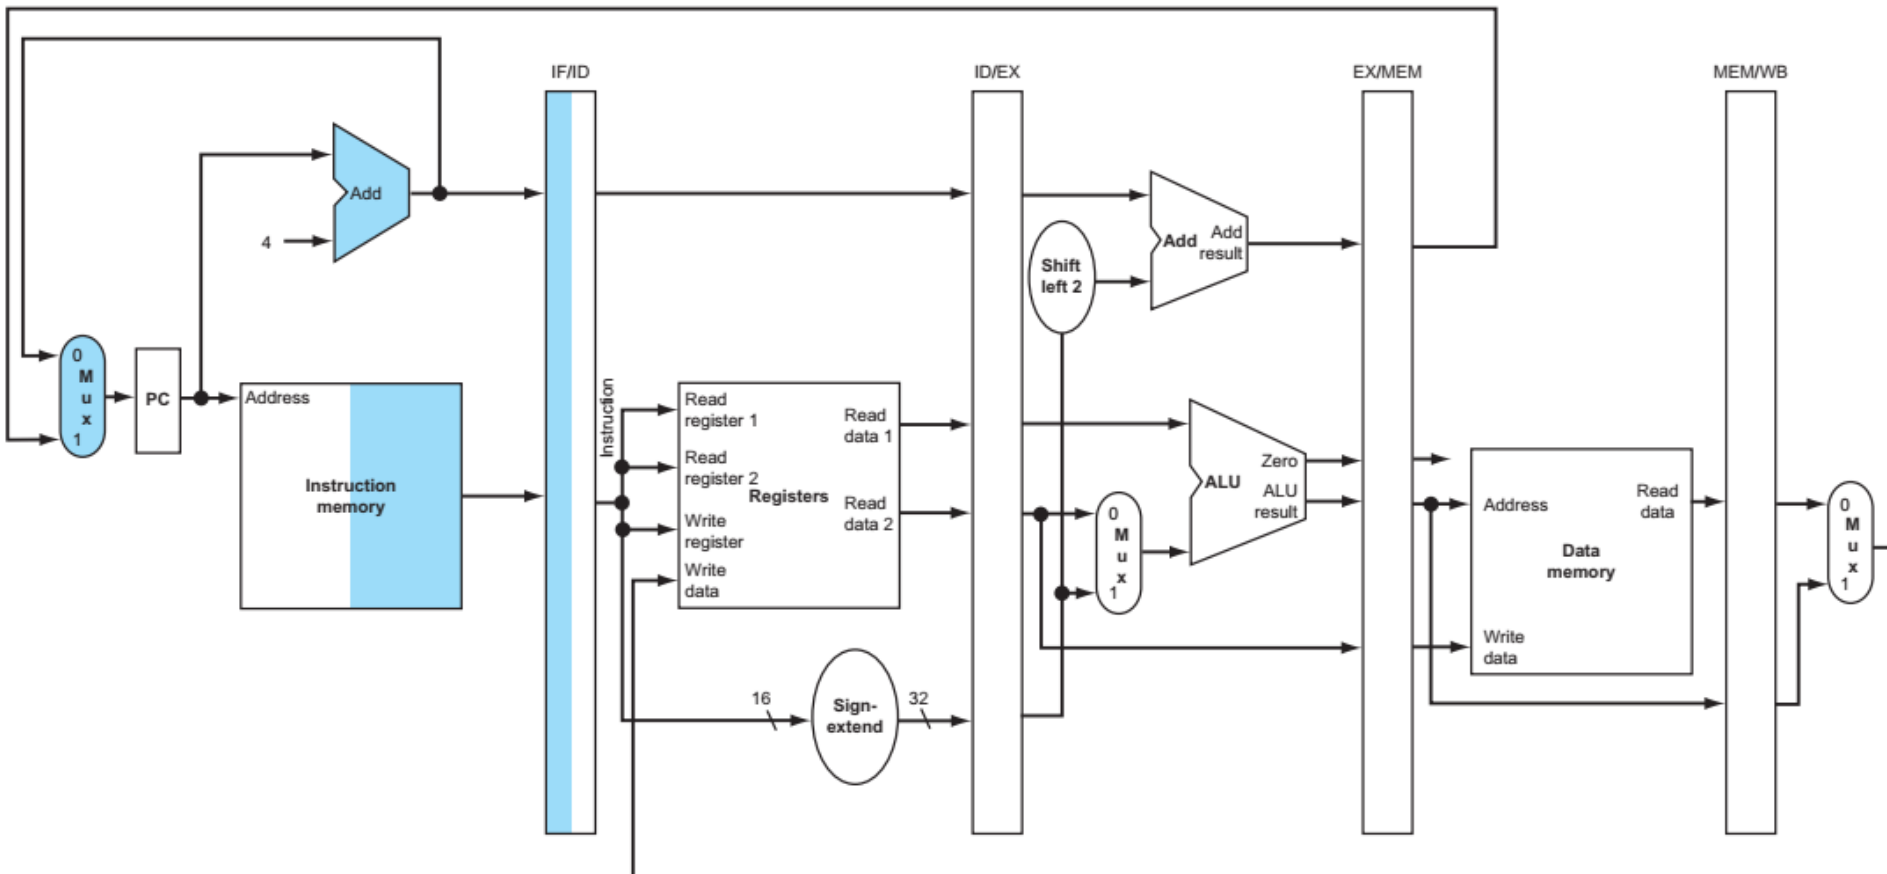 IF/ID
ID/EX
EX/MEM
MEM/WB
Add
4
Add
Add
result
Shift
left 2
0
M
u
x
1
PC
Address
Instruction
memory
Instruction
Read
register 1
Read
register 2
Registers
Write
register
Write
data
Read
data 1
Read
data 2
16
Sign-
extend
32
0
M
u
x
1
Zero
ALU
ALU
result
Address
Read
data
Data
memory
Write
data
0
M
u
x
1